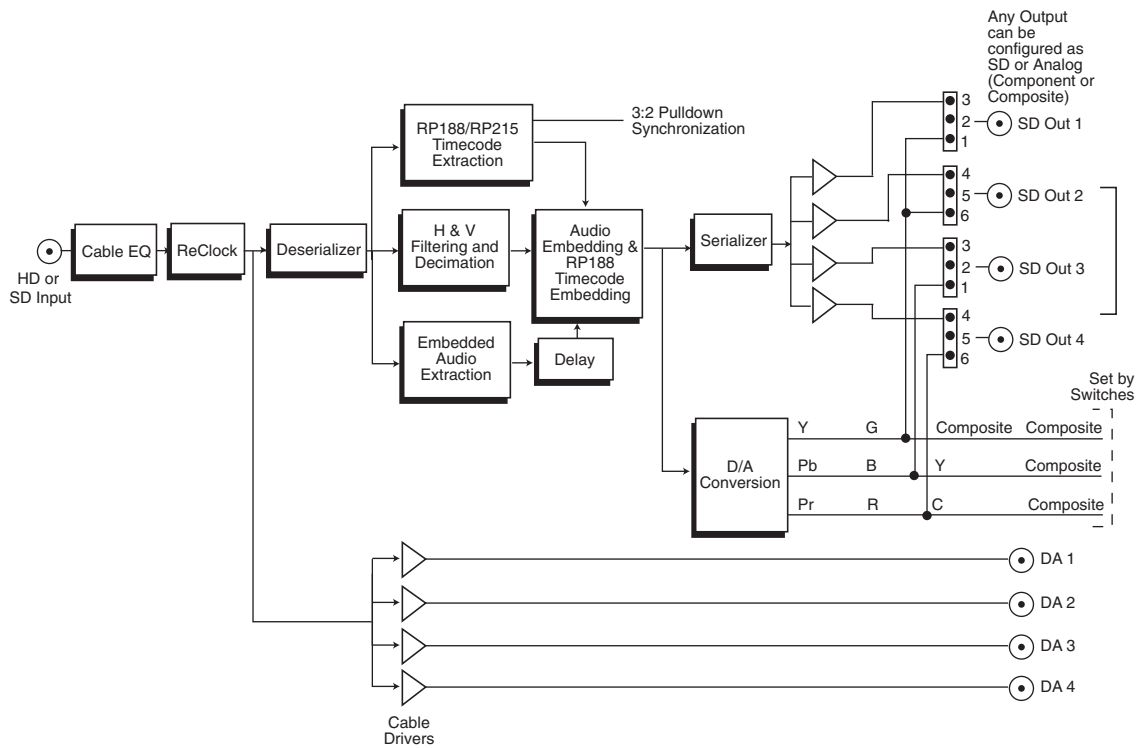 Any Output
can be
configured as
SD or Analog
(Component or
Composite)
3
2
1
SD Out 1
RP188/RP215
Timecode
Extraction
3:2 Pulldown
Synchronization
4
5
6
SD Out 2
HD or
SD Input
Cable EQ
ReClock
Deserializer
H & V
Filtering and
Decimation
Audio
Embedding &
RP188
Timecode
Embedding
Serializer
3
2
1
SD Out 3
Embedded
Audio
Extraction
Delay
4
5
6
SD Out 4
Set by
Switches
D/A
Conversion
Y G Composite Composite
Pb B Y Composite
Pr R C Composite
DA 1
DA 2
DA 3
DA 4
Cable
Drivers